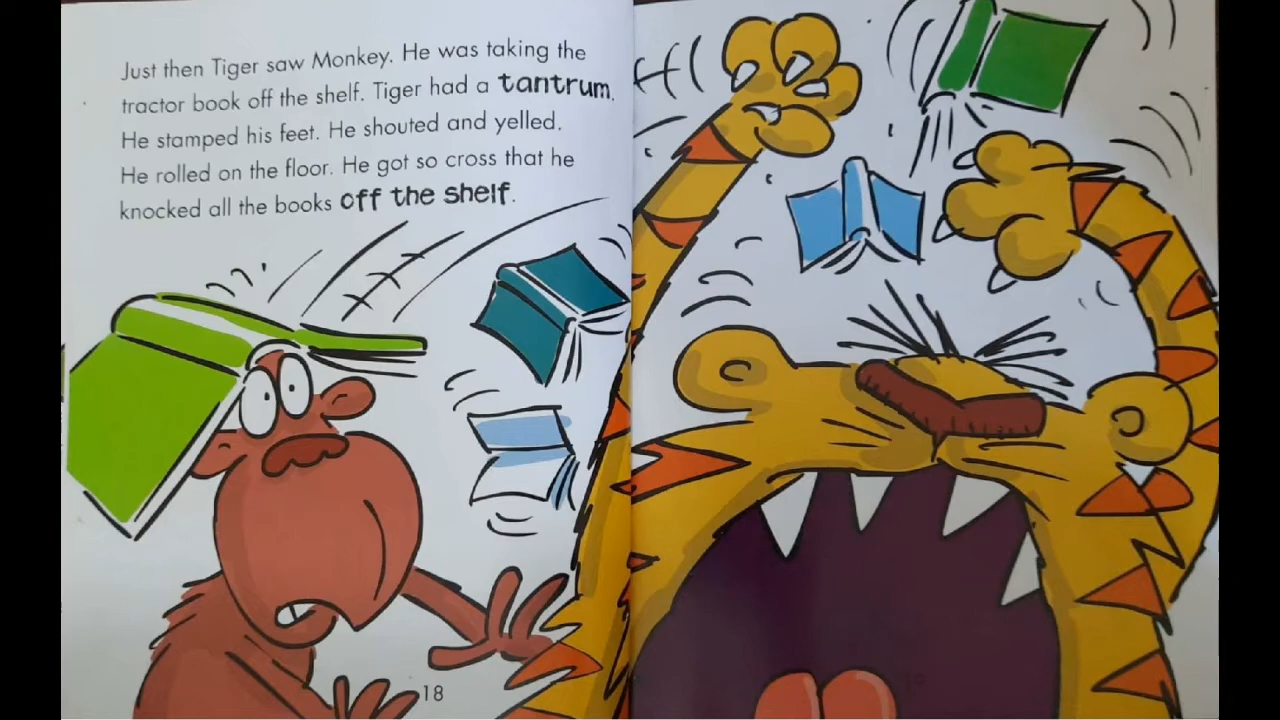 Just then Tiger saw Monkey. He was taking the
tractor book off the shelf. Tiger had a tantrum.
He stamped his feet. He shouted and yelled.
He rolled on the floor. He got so cross that he
knocked all the books off the shelf.
18
19